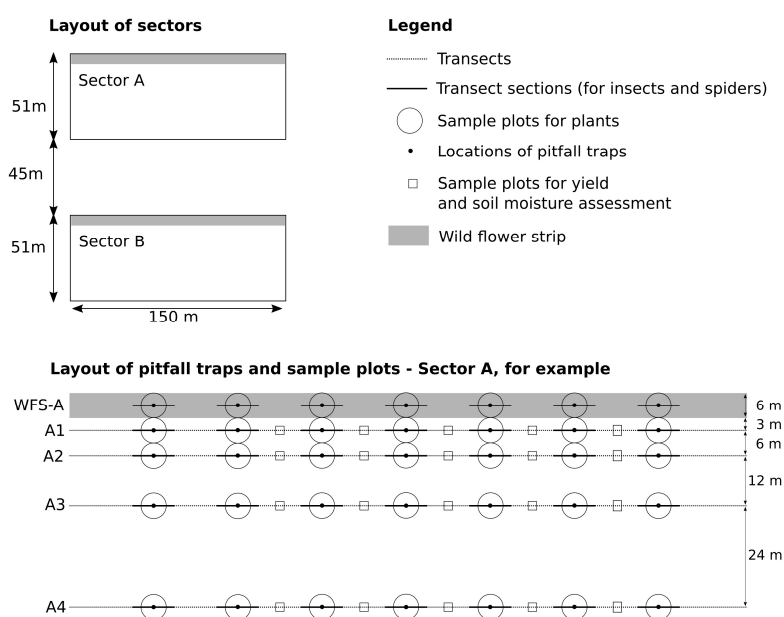 Layout of sectors
Sector A
51m
45m
Sector B
51m
150 m
Legend
Transects
Transect sections (for insects and spiders)
Sample plots for plants
Locations of pitfall traps
Sample plots for yield
and soil moisture assessment
Wild flower strip
Layout of pitfall traps and sample plots - Sector A, for example
WFS-A
6 m
3 m
A1
6 m
A2
12 m
A3
24 m
A4